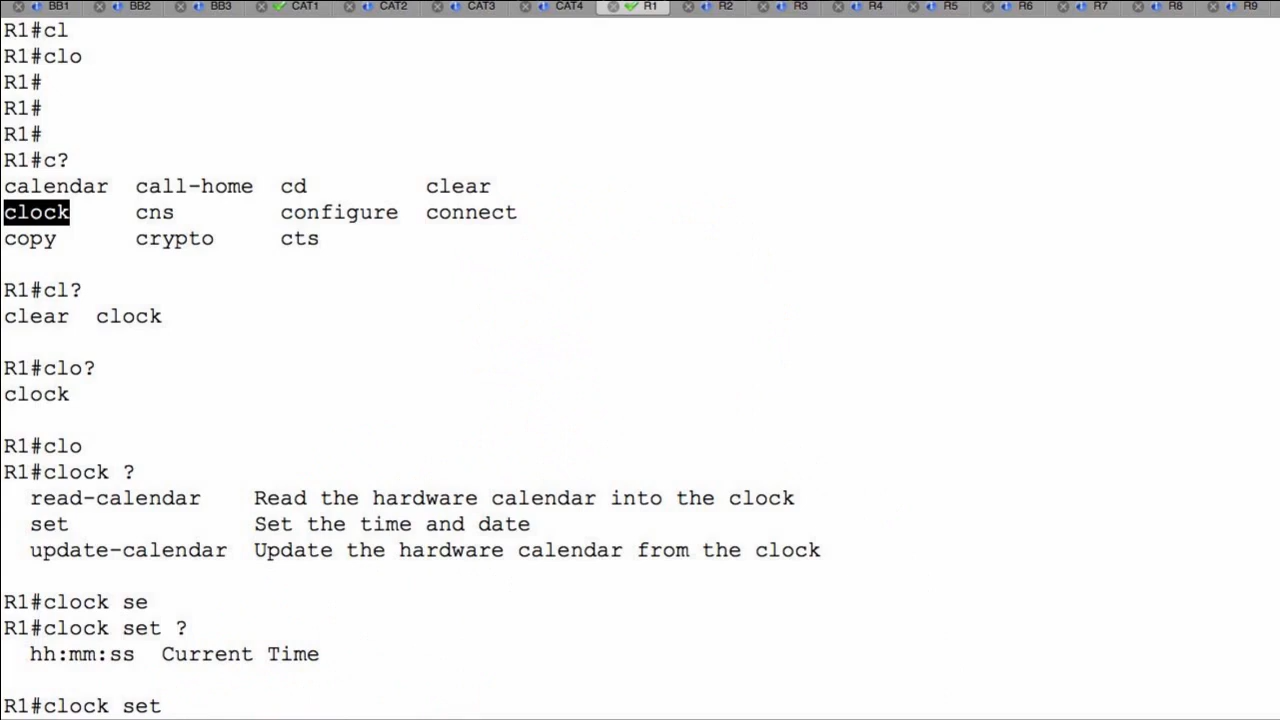 BB1 BB2 BB3 CAT1 CAT2 CAT3 CAT4 R1 R2 R3 R4 R5 R6 R7 R8 R9
R1#cl
R1#clo
R1#
R1#
R1#
R1#c?
calendar call-home cd clear
clock cns configure connect
copy crypto cts
R1#cl?
clear clock
R1#clo?
clock
R1#clo
R1#clock ?
read-calendar Read the hardware calendar into the clock
set Set the time and date
update-calendar Update the hardware calendar from the clock
R1#clock se
R1#clock set ?
hh:mm:ss Current Time
R1#clock set